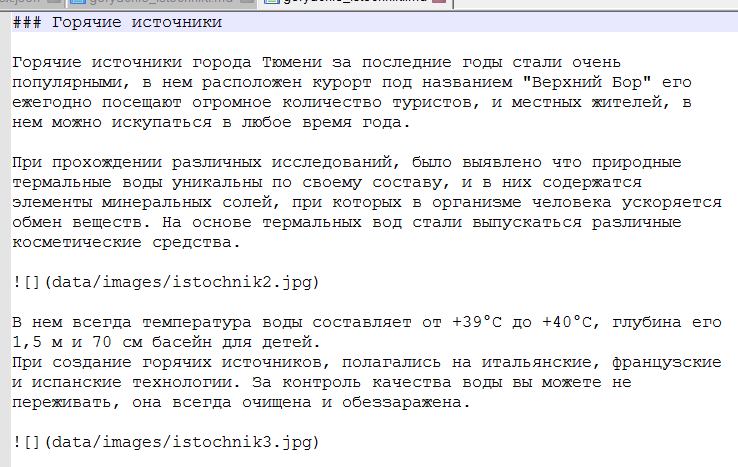 ### Горячие источники
Горячие источники города Тюмени за последние годы стали очень
популярными, в нем расположен курорт под названием "Верхний Бор" его
ежегодно посещают огромное количество туристов, и местных жителей, в
нем можно искупаться в любое время года.
При прохождении различных исследований, было выявлено что природные
термальные воды уникальны по своему составу, и в них содержатся
элементы минеральных солей, при которых в организме человека ускоряется
обмен веществ. На основе термальных вод стали выпускаться различные
косметические средства.
![](data/images/istochnik2.jpg)
В нем всегда температура воды составляет от +39°С до +40°С, глубина его
1,5 м и 70 см басейн для детей.
При создание горячих источников, полагались на итальянские, французские
и испанские технологии. За контроль качества воды вы можете не
переживать, она всегда очищена и обеззаражена.
![](data/images/istochnik3.jpg)